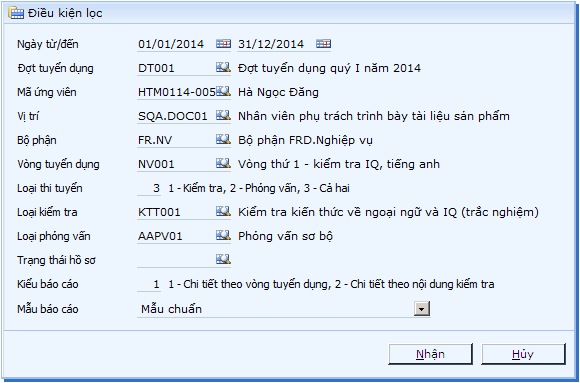 Điều kiện lọc
Ngày từ/đến 01/01/2014 31/12/2014
Đợt tuyển dụng DT001 Đợt tuyển dụng quý I năm 2014
Mã ứng viên HTM0114-005 Hà Ngọc Đăng
Vị trí SQA.DOC01 Nhân viên phụ trách trình bày tài liệu sản phẩm
Bộ phận FR.NV Bộ phận FRD.Nghiệp vụ
Vòng tuyển dụng NV001 Vòng thứ 1 - kiểm tra IQ, tiếng anh
Loại thi tuyển 3 1 - Kiểm tra, 2 - Phỏng vấn, 3 - Cả hai
Loại kiểm tra KTT001 Kiểm tra kiến thức về ngoại ngữ và IQ (trắc nghiệm)
Loại phỏng vấn AAPV01 Phỏng vấn sơ bộ
Trạng thái hồ sơ
Kiểu báo cáo 1 1 - Chi tiết theo vòng tuyển dụng, 2 - Chi tiết theo nội dung kiểm tra
Mẫu báo cáo Mẫu chuẩn
Nhận Hủy